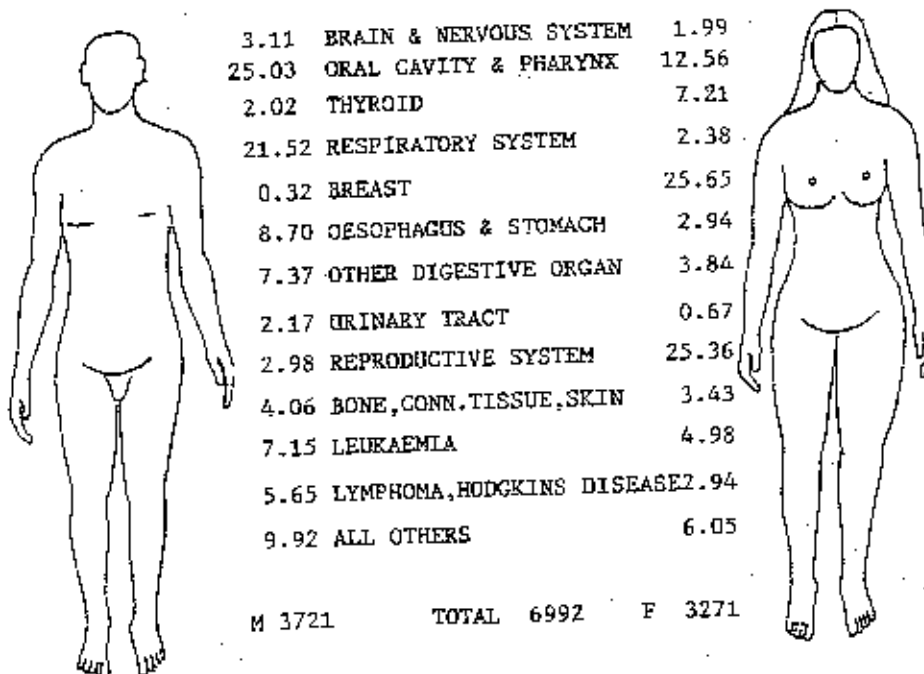 3.11 BRAIN & NERVOUS SYSTEM 1.99
25.03 ORAL CAVITY & PHARYNX 12.56
2.02 THYROID 7.21
21.52 RESPIRATORY SYSTEM 2.38
0.32 BREAST 25.65
8.70 OESOPHAGUS & STOMACH 2.94
7.37 OTHER DIGESTIVE ORGAN 3.84
2.17 URINARY TRACT 0.67
2.98 REPRODUCTIVE SYSTEM 25.36
4.06 BONE,CONN.TISSUE,SKIN 3.43
7.15 LEUKAEMIA 4.98
5.65 LYMPHOMA,HODGKINS DISEASE2.94
9.92 ALL OTHERS 6.05
M 3721 TOTAL 6992 F 3271